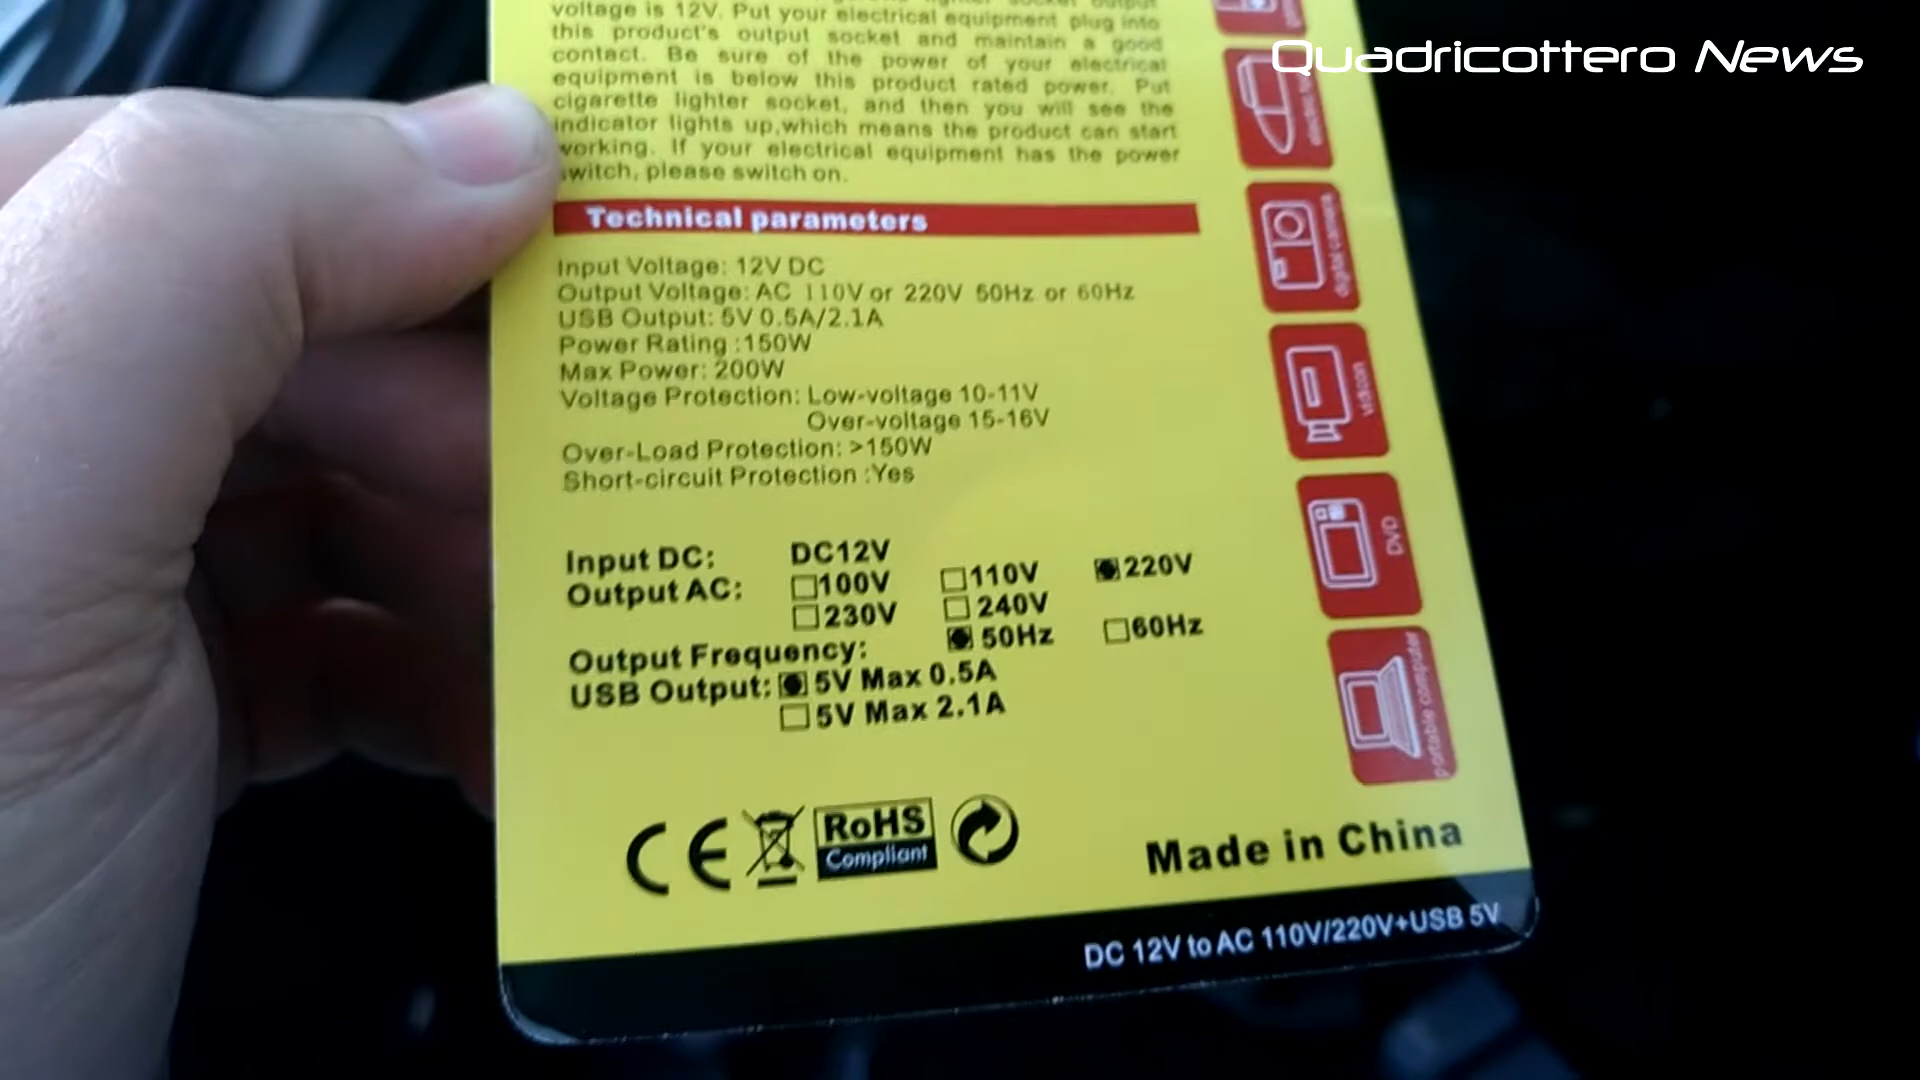 Quadricottero News
voltage is 12V. Put your electrical equipment plug into
this product's output socket and maintain a good
contact. Be sure of the power of your electrical
equipment is below this product rated power. Put
cigarette lighter socket, and then you will see the
indicator lights up,which means the product can start
working. If your electrical equipment has the power
switch, please switch on.
Technical parameters
Input Voltage: 12V DC
Output Voltage: AC 110V or 220V 50Hz or 60Hz
USB Output: 5V 0.5A/2.1A
Power Rating :150W
Max Power: 200W
Voltage Protection: Low-voltage 10-11V
Over-voltage 15-16V
Over-Load Protection: >150W
Short-circuit Protection :Yes
Input DC: DC12V
Output AC: 100V 110V 220V
230V 240V
Output Frequency: 50Hz 60Hz
USB Output: 5V Max 0.5A
5V Max 2.1A
CE RoHS
Compliant
Made in China
DC 12V to AC 110V/220V+USB 5V
digital camera
vidicon
DVD
portable computer